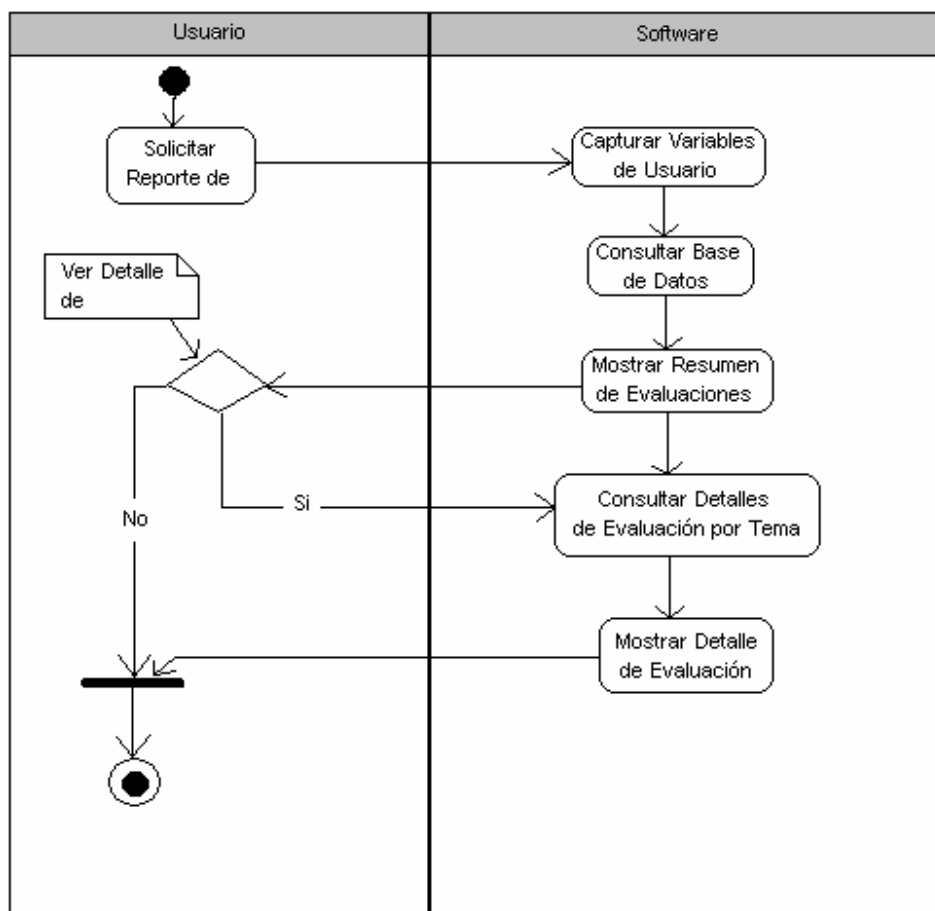 Usuario
Software
Solicitar
Reporte de
Capturar Variables
de Usuario
Ver Detalle
de
Consultar Base
de Datos
Mostrar Resumen
de Evaluaciones
Consultar Detalles
de Evaluación por Tema
Si
No
Mostrar Detalle
de Evaluación